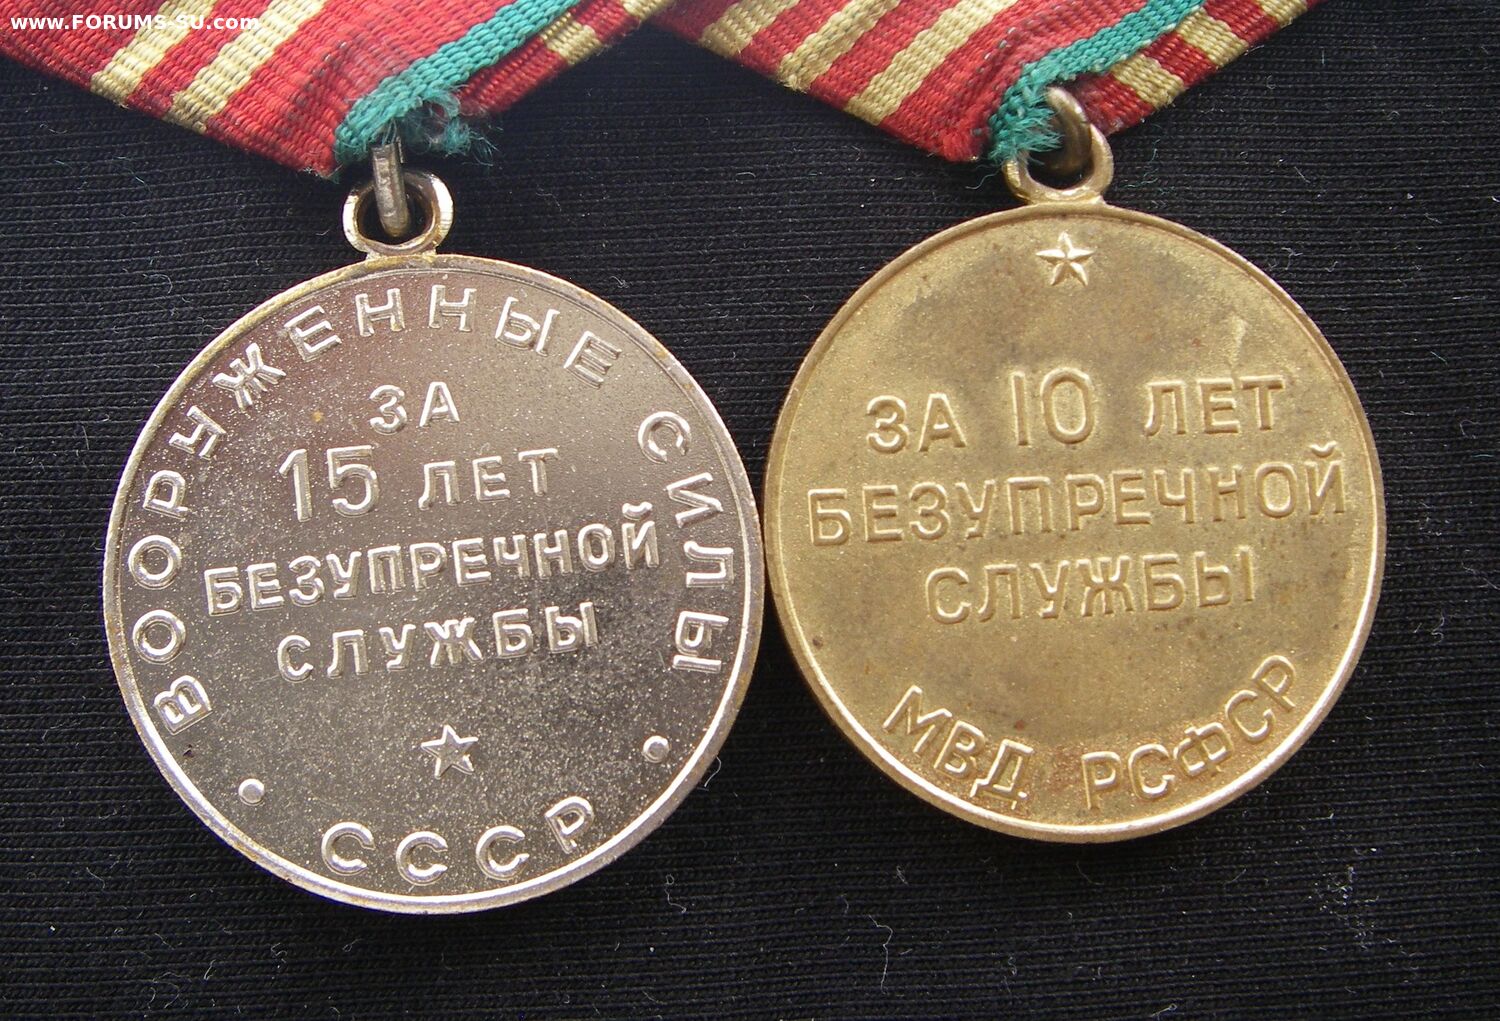 www.FORUMS-SU.com
ВООРУЖЕННЫЕ СИЛЫ
ЗА
15 ЛЕТ
БЕЗУПРЕЧНОЙ
СЛУЖБЫ
СССР
ЗА 10 ЛЕТ
БЕЗУПРЕЧНОЙ
СЛУЖБЫ
МВД РСФСР